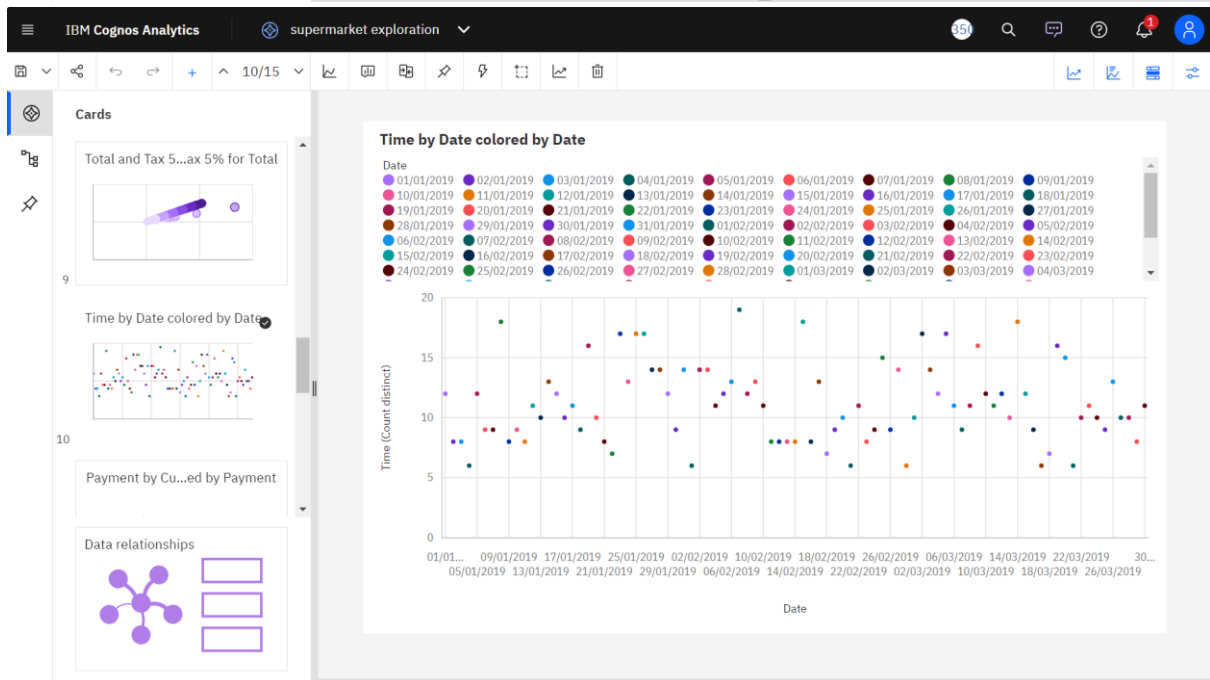 IBM Cognos Analytics
supermarket exploration
350
1
10/15
Cards
Total and Tax 5...ax 5% for Total
9
Time by Date colored by Date
10
Payment by Cu...ed by Payment
Data relationships
Time by Date colored by Date
Date
01/01/2019 02/01/2019 03/01/2019 04/01/2019 05/01/2019 06/01/2019 07/01/2019 08/01/2019 09/01/2019
10/01/2019 11/01/2019 12/01/2019 13/01/2019 14/01/2019 15/01/2019 16/01/2019 17/01/2019 18/01/2019
19/01/2019 20/01/2019 21/01/2019 22/01/2019 23/01/2019 24/01/2019 25/01/2019 26/01/2019 27/01/2019
28/01/2019 29/01/2019 30/01/2019 31/01/2019 01/02/2019 02/02/2019 03/02/2019 04/02/2019 05/02/2019
06/02/2019 07/02/2019 08/02/2019 09/02/2019 10/02/2019 11/02/2019 12/02/2019 13/02/2019 14/02/2019
15/02/2019 16/02/2019 17/02/2019 18/02/2019 19/02/2019 20/02/2019 21/02/2019 22/02/2019 23/02/2019
24/02/2019 25/02/2019 26/02/2019 27/02/2019 28/02/2019 01/03/2019 02/03/2019 03/03/2019 04/03/2019
Time (Count distinct)
20
15
10
5
0
01/01... 09/01/2019 17/01/2019 25/01/2019 02/02/2019 10/02/2019 18/02/2019 26/02/2019 06/03/2019 14/03/2019 22/03/2019 30...
05/01/2019 13/01/2019 21/01/2019 29/01/2019 06/02/2019 14/02/2019 22/02/2019 02/03/2019 10/03/2019 18/03/2019 26/03/2019
Date